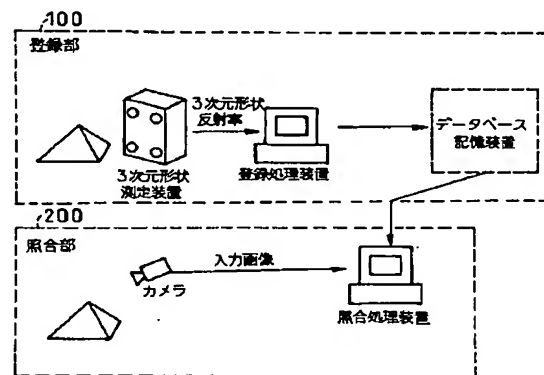 100
登録部
3次元形状
反射率
3次元形状
測定装置
登録処理装置
データベース
記憶装置
200
照合部
カメラ
入力画像
照合処理装置